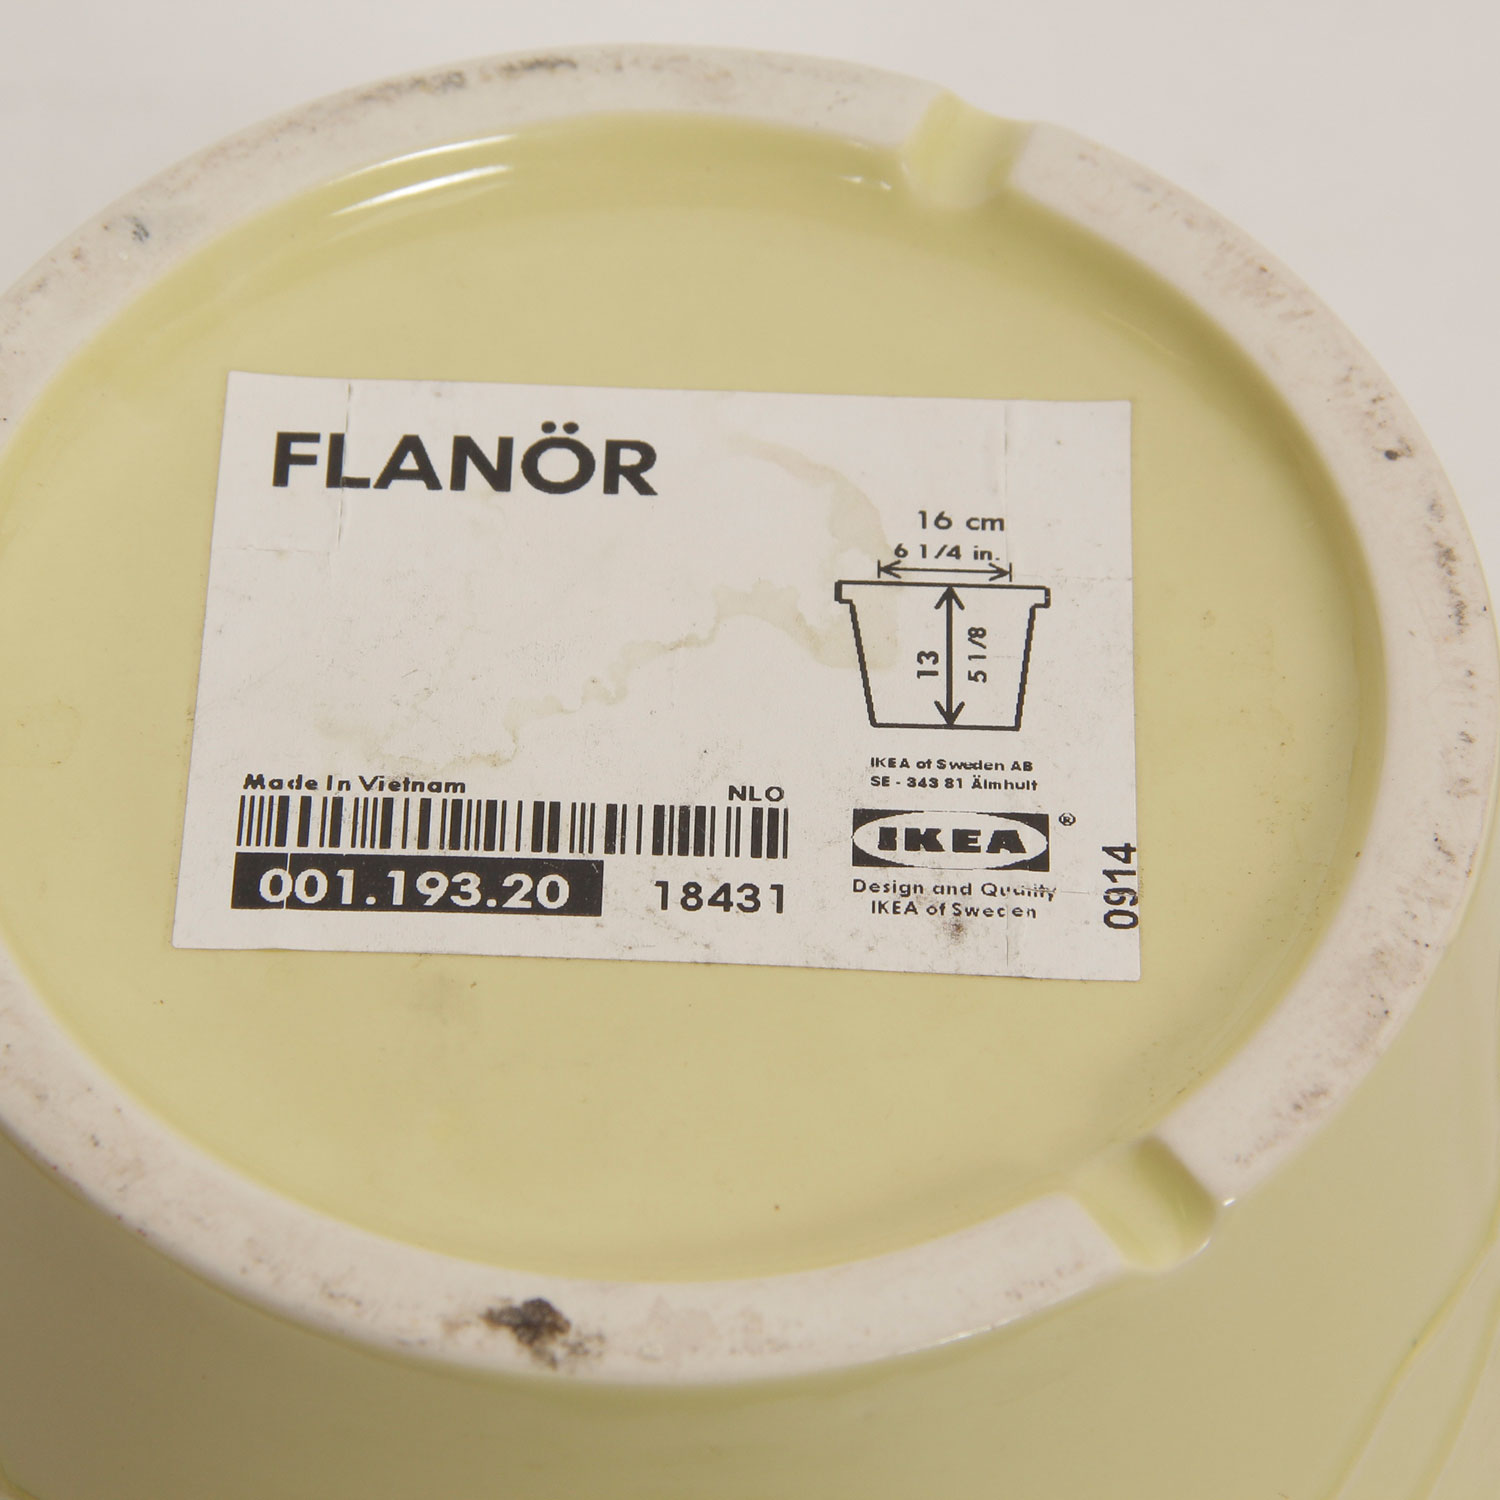 FLANÖR
16 cm
6 1/4 in.
13
5 1/8
IKEA of Sweden AB
SE - 343 81 Älmhult
Made In Vietnam
NLO
001.193.20
18431
IKEA®
Design and Quality
IKEA of Sweden
0914